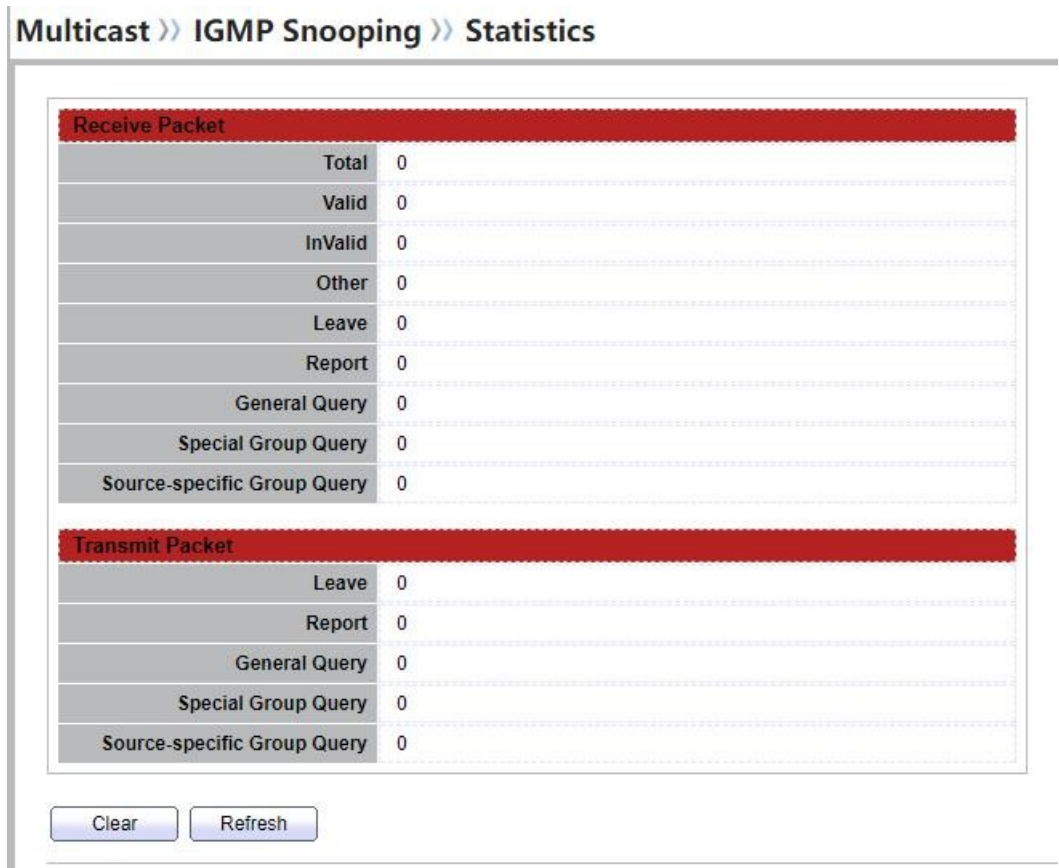 Multicast 》 IGMP Snooping 》 Statistics
Receive Packet
Total 0
Valid 0
InValid 0
Other 0
Leave 0
Report 0
General Query 0
Special Group Query 0
Source-specific Group Query 0
Transmit Packet
Leave 0
Report 0
General Query 0
Special Group Query 0
Source-specific Group Query 0
Clear Refresh